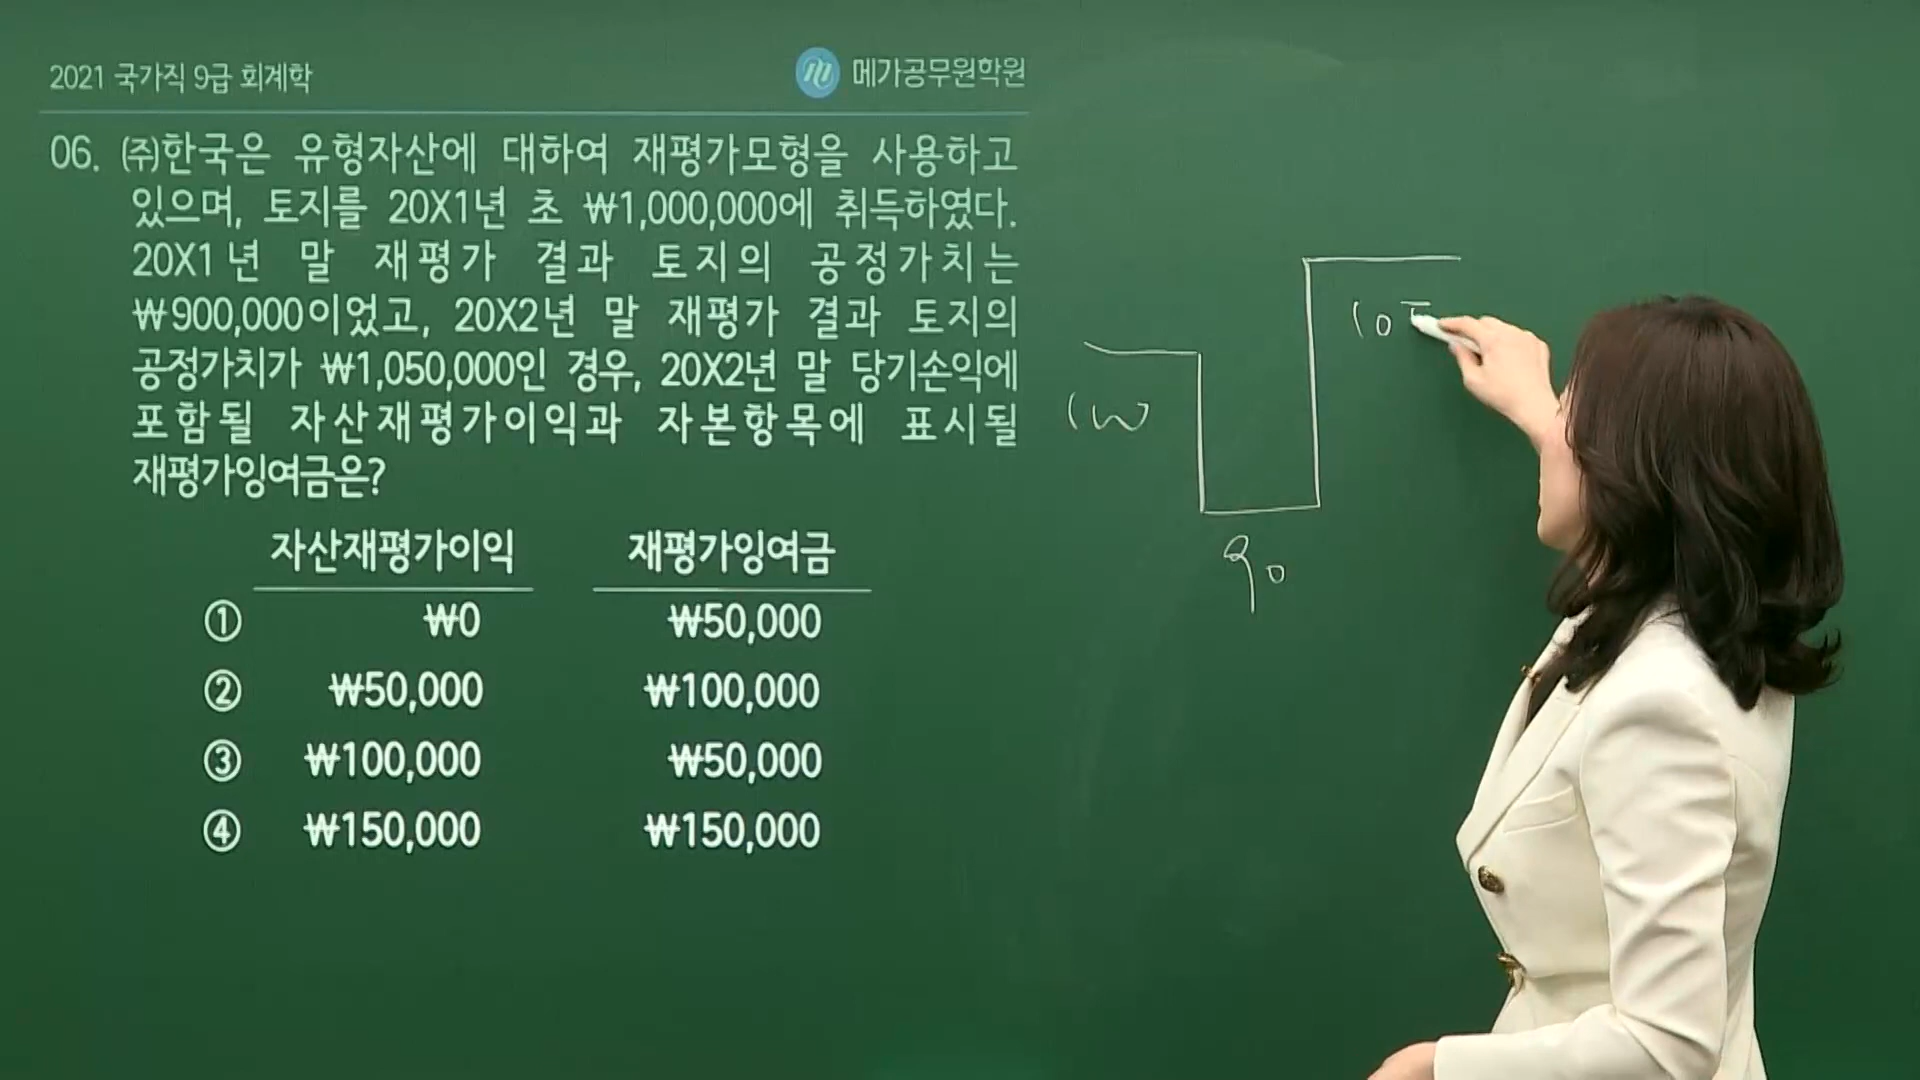 2021 국가직 9급 회계학
메가공무원학원
06. ㈜한국은 유형자산에 대하여 재평가모형을 사용하고
있으며, 토지를 20X1년 초 ₩1,000,000에 취득하였다.
20X1년 말 재평가 결과 토지의 공정가치는
₩900,000이었고, 20X2년 말 재평가 결과 토지의
공정가치가 ₩1,050,000인 경우, 20X2년 말 당기손익에
포함될 자산재평가이익과 자본항목에 표시될
재평가잉여금은?
자산재평가이익 재평가잉여금
① ₩0 ₩50,000
② ₩50,000 ₩100,000
③ ₩100,000 ₩50,000
④ ₩150,000 ₩150,000
100
90